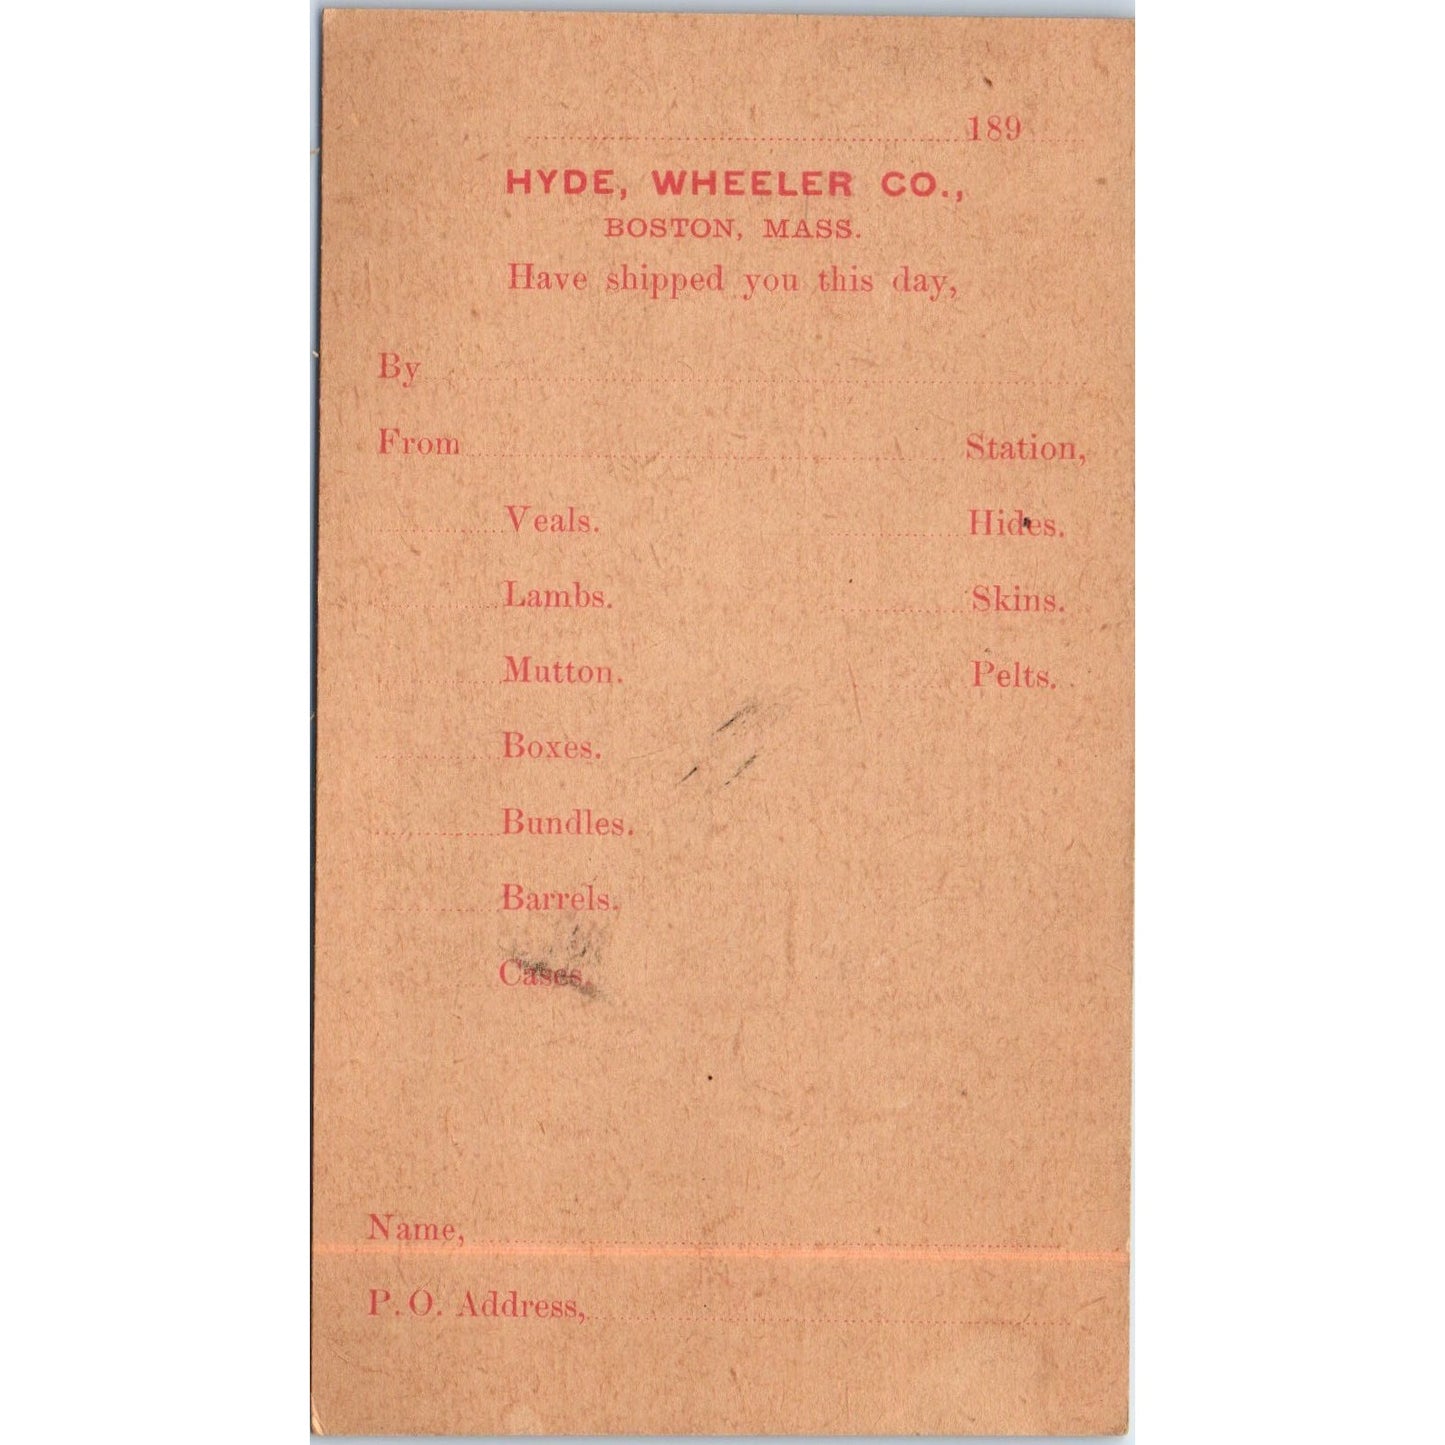 189
HYDE, WHEELER CO.,
BOSTON, MASS.
Have shipped you this day,
By
From Station,
Veals. Hides.
Lambs. Skins.
Mutton. Pelts.
Boxes.
Bundles.
Barrels.
Cases.
Name,
P. O. Address,